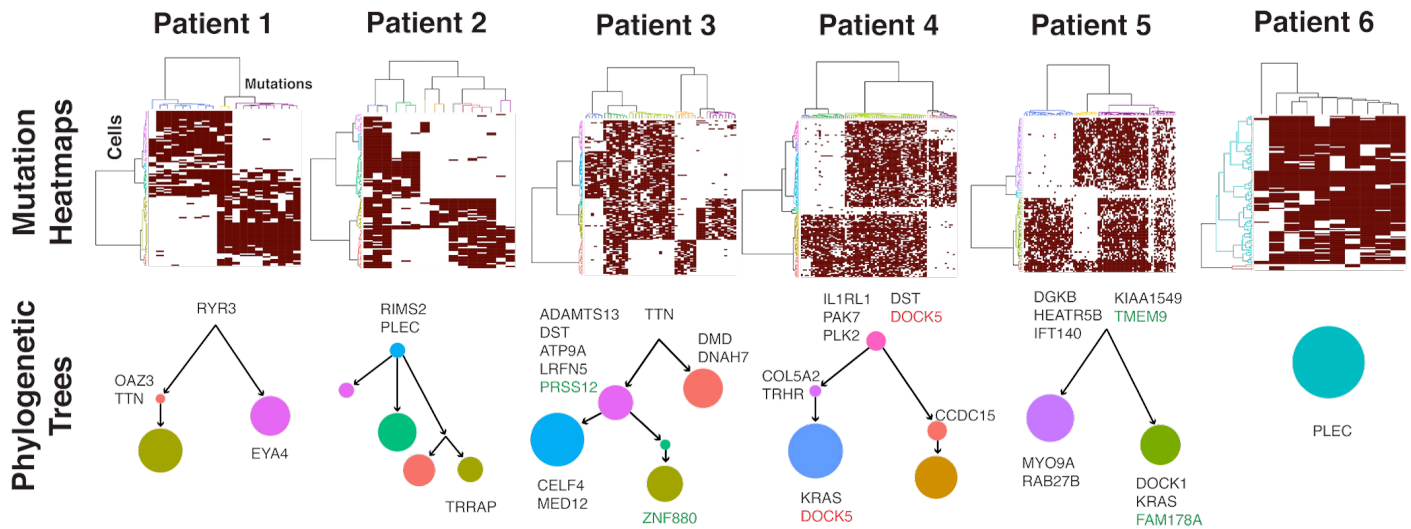 Patient 1
Patient 2
Patient 3
Patient 4
Patient 5
Patient 6
Mutation
Heatmaps
Cells
Mutations
Phylogenetic
Trees
RYR3
OAZ3
TTN
EYA4
RIMS2
PLEC
TRRAP
ADAMTS13
DST
ATP9A
LRFN5
PRSS12
TTN
DMD
DNAH7
CELF4
MED12
ZNF880
IL1RL1
PAK7
PLK2
DST
DOCK5
COL5A2
TRHR
CCDC15
KRAS
DOCK5
DGKB
HEATR5B
IFT140
KIAA1549
TMEM9
MYO9A
RAB27B
DOCK1
KRAS
FAM178A
PLEC